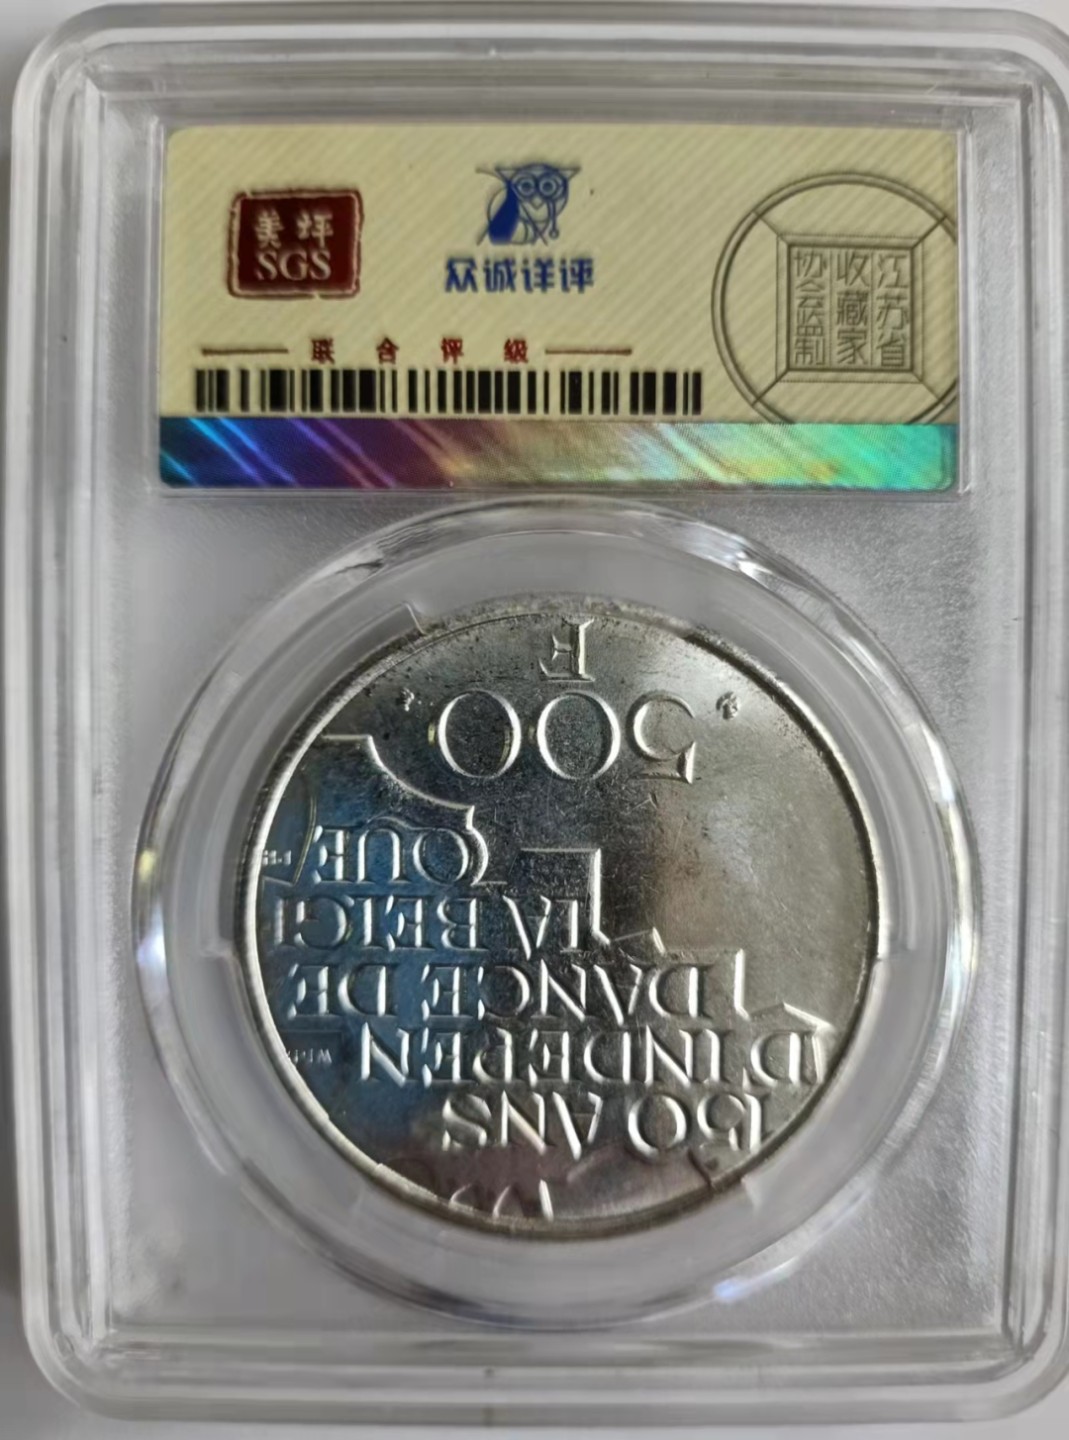 美评
SGS
众诚详评
联合评级
江苏省
收藏家
协会监制
150 ANS
D'INDEPEN
DANCE DE
LA BELGI
QUE
500
F